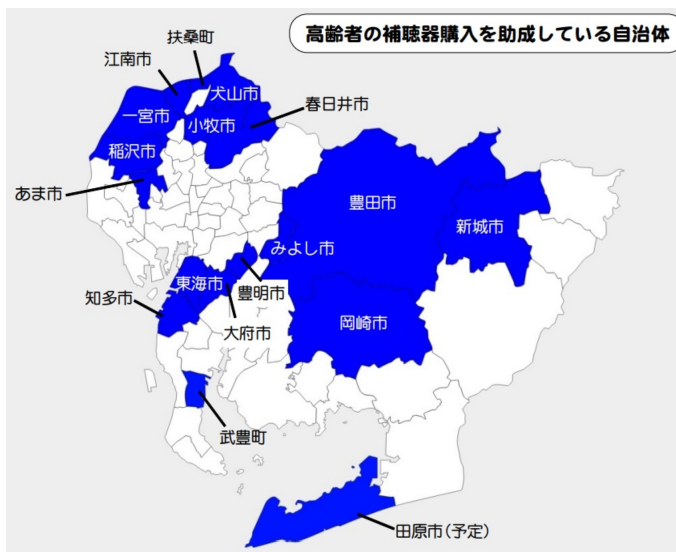 高齢者の補聴器購入を助成している自治体
扶桑町
江南市
犬山市
春日井市
一宮市
小牧市
稲沢市
あま市
豊田市
新城市
みよし市
東海市
豊明市
知多市
大府市
岡崎市
武豊町
田原市(予定)